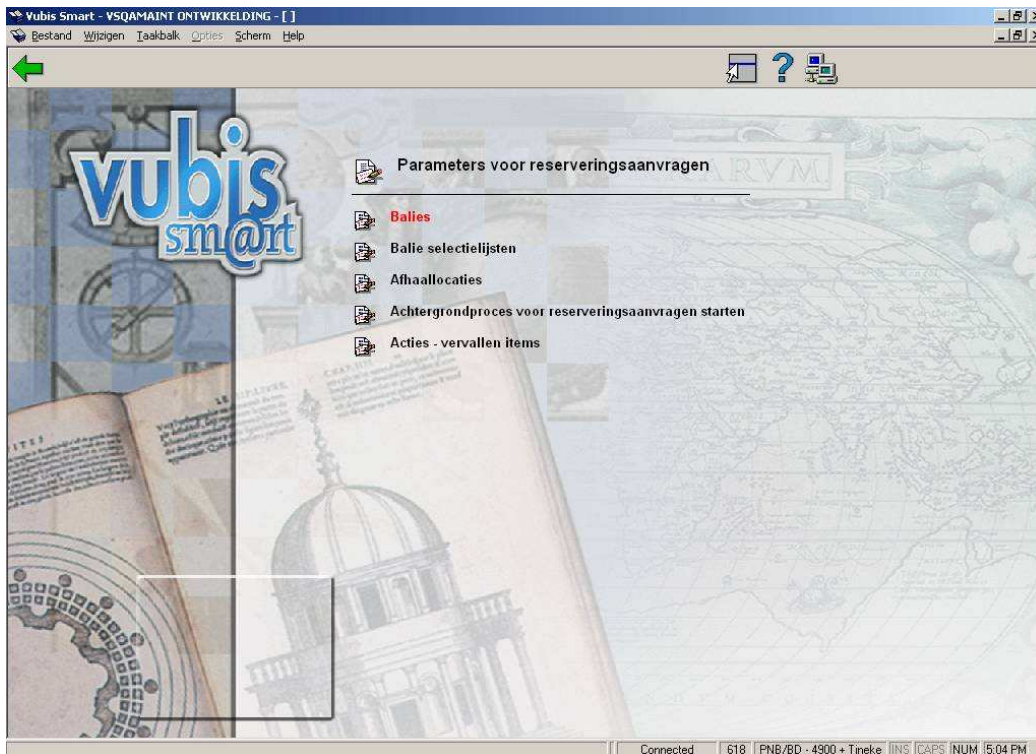 Vubis Smart - VSQAMAINT ONTWIKKELDING - [ ]
Bestand Wijzigen Taakbalk Opties Scherm Help
vubis
sm@rt
Parameters voor reserveringsaanvragen
ARVM
Balies
Balie selectielijsten
Afhaallocaties
Achtergrondproces voor reserveringsaanvragen starten
Acties - vervallen items
Connected 618 PNB/BD - 4900 + Tineke INS CAPS NUM 5:04 PM